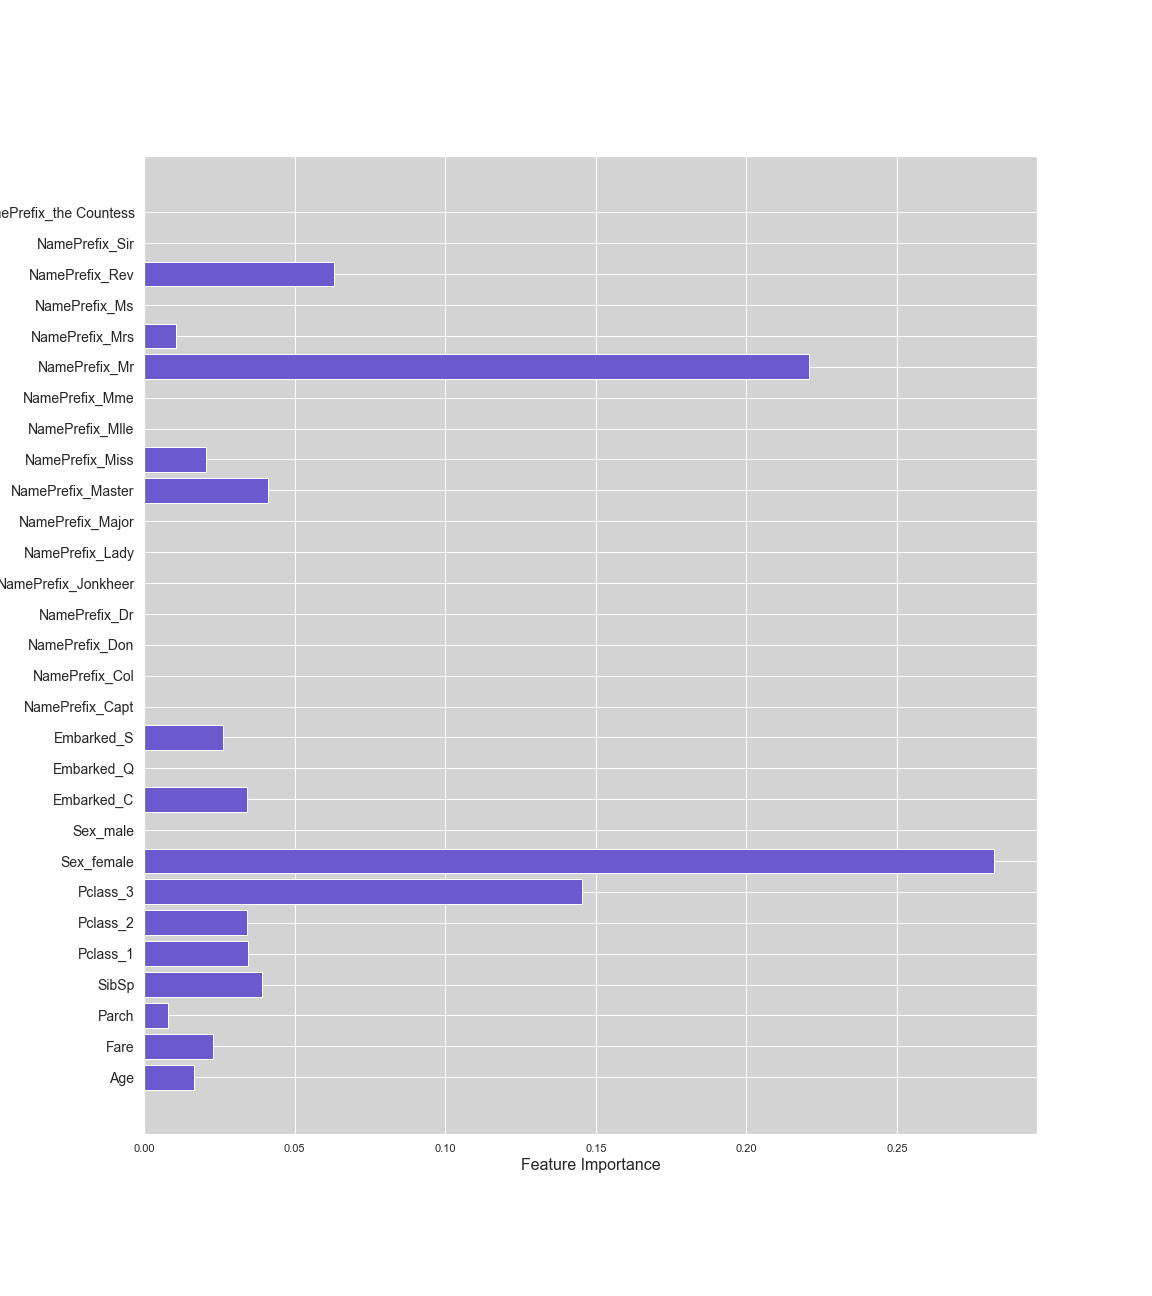 ePrefix_the Countess
NamePrefix_Sir
NamePrefix_Rev
NamePrefix_Ms
NamePrefix_Mrs
NamePrefix_Mr
NamePrefix_Mme
NamePrefix_Mlle
NamePrefix_Miss
NamePrefix_Master
NamePrefix_Major
NamePrefix_Lady
NamePrefix_Jonkheer
NamePrefix_Dr
NamePrefix_Don
NamePrefix_Col
NamePrefix_Capt
Embarked_S
Embarked_Q
Embarked_C
Sex_male
Sex_female
Pclass_3
Pclass_2
Pclass_1
SibSp
Parch
Fare
Age
0.00 0.05 0.10 0.15 0.20 0.25
Feature Importance